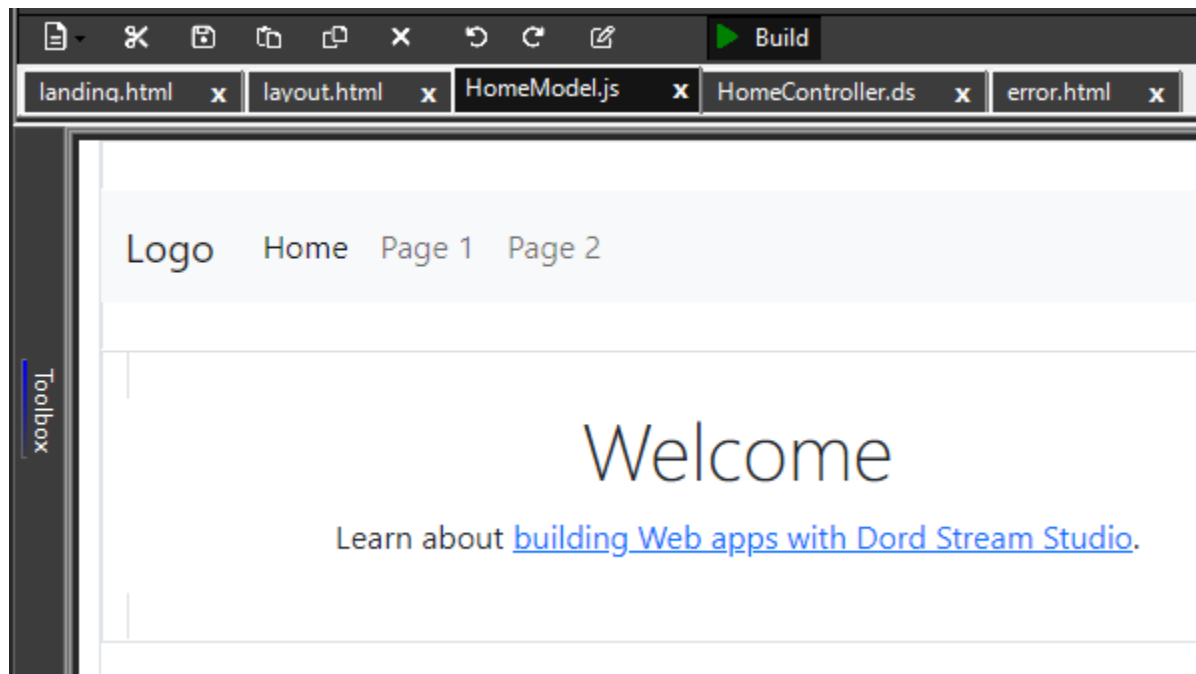 Build
landing.html x layout.html x HomeModel.js x HomeController.ds x error.html x
Logo Home Page 1 Page 2
Toolbox
Welcome
Learn about building Web apps with Dord Stream Studio.